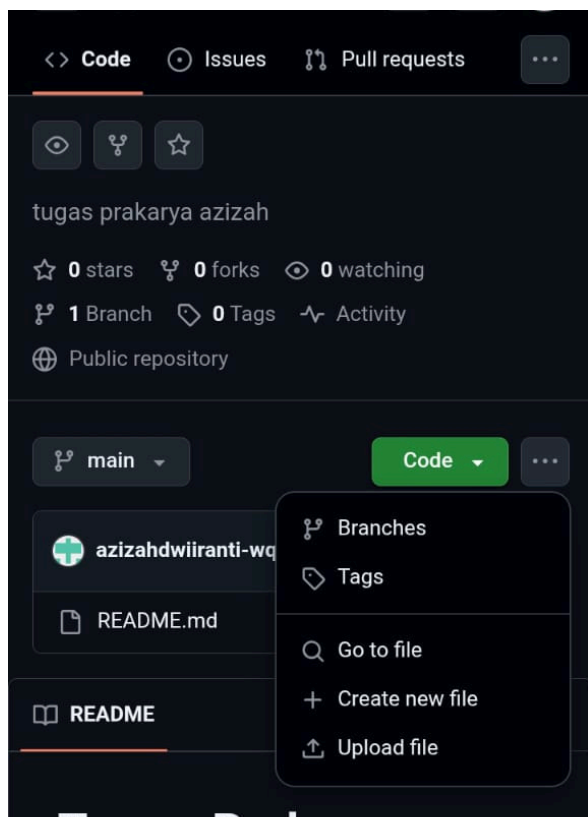 Code Issues Pull requests
tugas prakarya azizah
0 stars 0 forks 0 watching
1 Branch 0 Tags Activity
Public repository
main Code
Branches
azizahdwiiranti-wq
Tags
README.md
Go to file
Create new file
README
Upload file